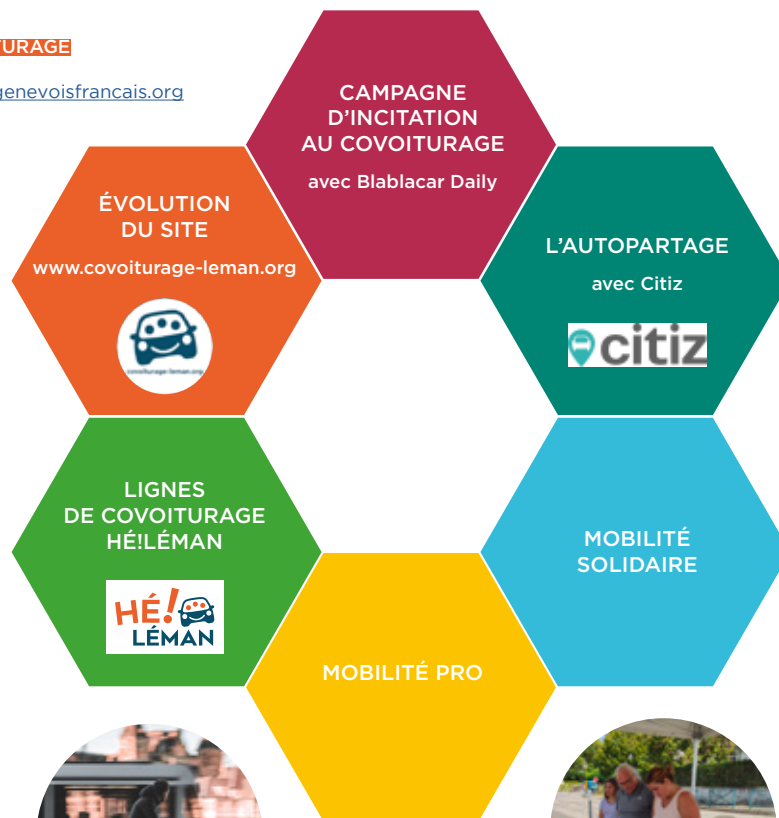 TURAGE
genevoisfrancais.org
CAMPAGNE
D'INCITATION
AU COVOITURAGE
avec Blablacar Daily
ÉVOLUTION
DU SITE
www.covoiturage-leman.org
covoiturage-leman.org
L'AUTOPARTAGE
avec Citiz
citiz
LIGNES
DE COVOITURAGE
HÉ!LÉMAN
HÉ!
LÉMAN
MOBILITÉ
SOLIDAIRE
MOBILITÉ PRO